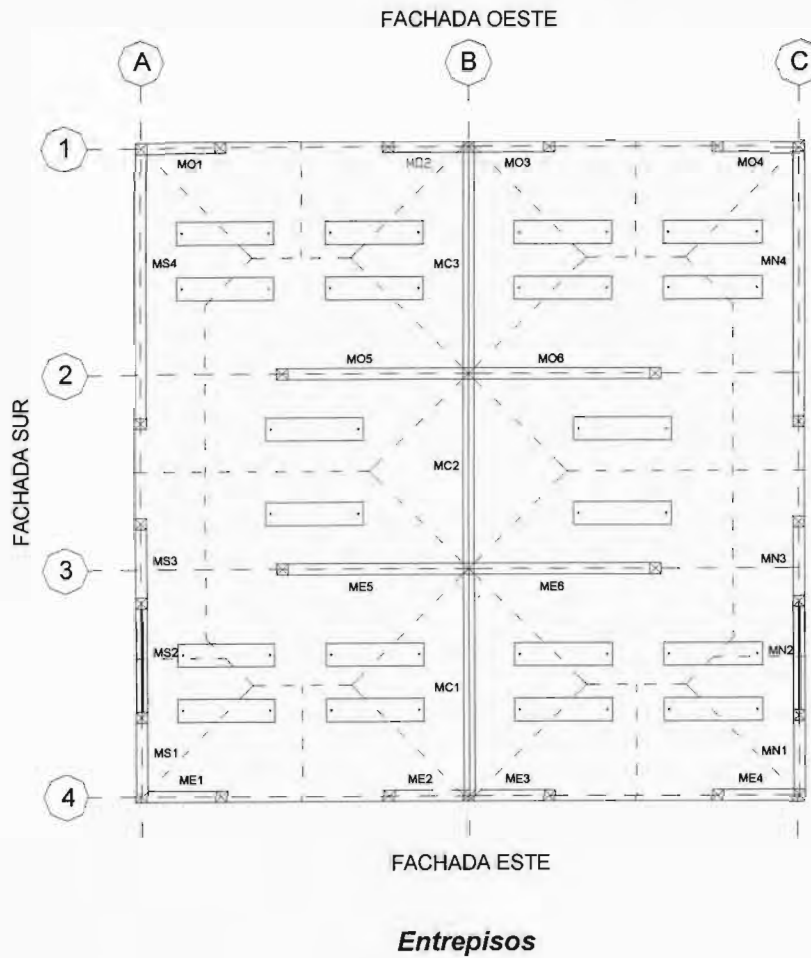 FACHADA OESTE
A B C
1
MO1 MO2 MO3 MO4
MS4 MC3 MN4
MO5 MO6
2
FACHADA SUR
MC2
3
MS3 MN3
ME5 ME6
MS2 MN2
MC1
MS1 MN1
ME1 ME2 ME3 ME4
4
FACHADA ESTE
Entrepisos